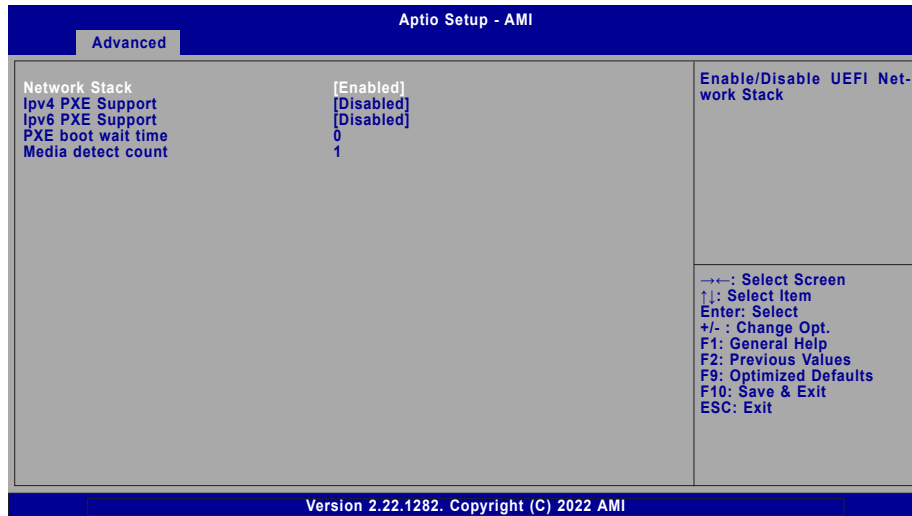 Aptio Setup - AMI
Advanced
Network Stack [Enabled]
Ipv4 PXE Support [Disabled]
Ipv6 PXE Support [Disabled]
PXE boot wait time 0
Media detect count 1
Enable/Disable UEFI Net-
work Stack
→←: Select Screen
↑↓: Select Item
Enter: Select
+/- : Change Opt.
F1: General Help
F2: Previous Values
F9: Optimized Defaults
F10: Save & Exit
ESC: Exit
Version 2.22.1282. Copyright (C) 2022 AMI